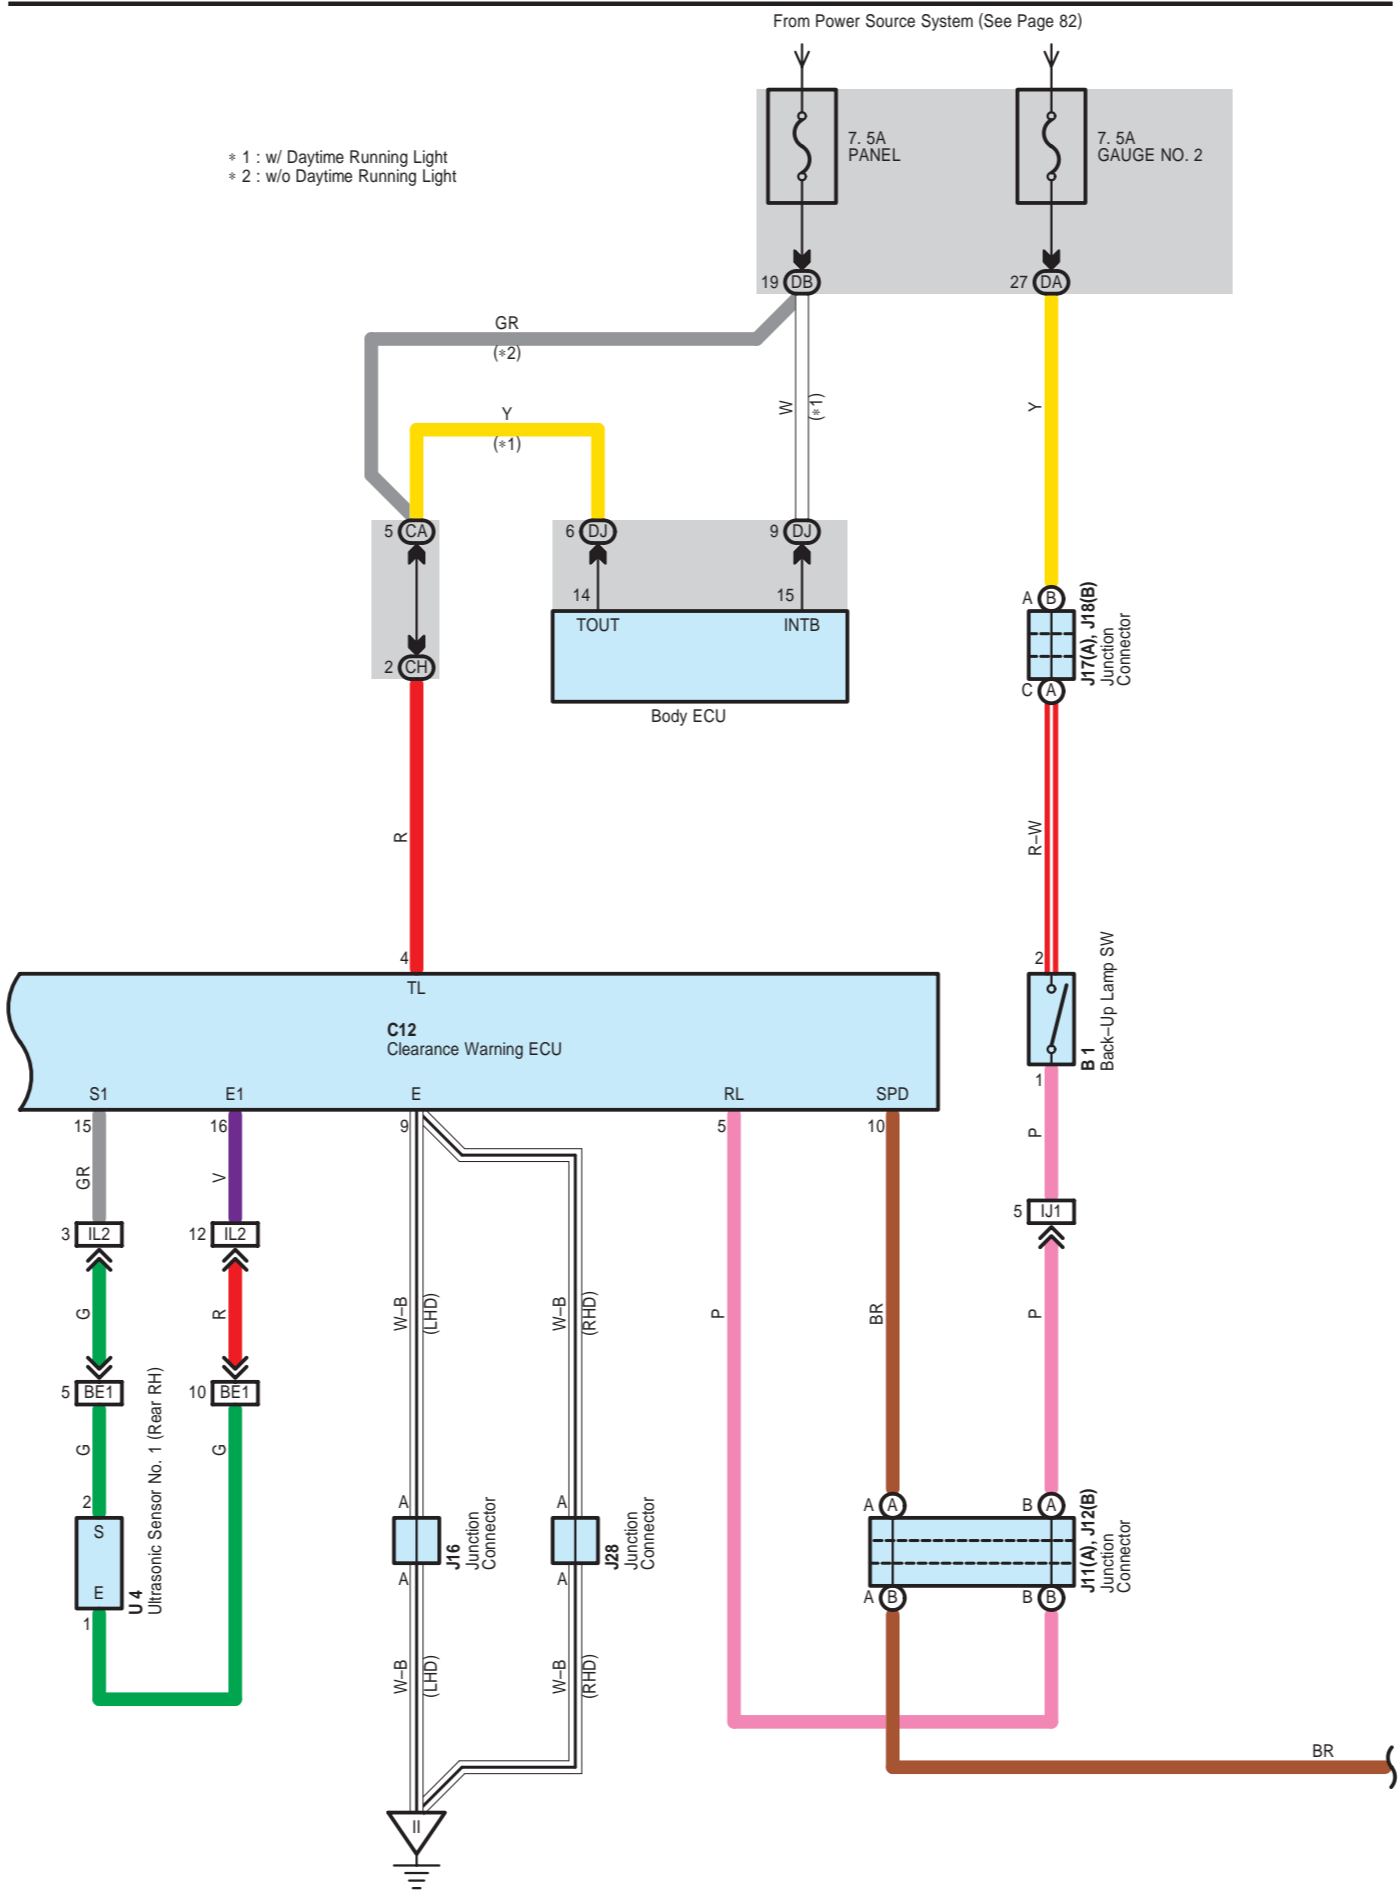 From Power Source System (See Page 82)
7. 5A
PANEL
7. 5A
GAUGE NO. 2
* 1 : w/ Daytime Running Light
* 2 : w/o Daytime Running Light
19 DB
27 DA
GR
(*2)
W
(*1)
Y
Y
(*1)
5 CA
6 DJ
9 DJ
14
15
TOUT
INTB
Body ECU
2 CH
A B
C A
J17(A), J18(B)
Junction
Connector
R
R–W
4
TL
C12
Clearance Warning ECU
2
1
B 1
Back–Up Lamp SW
S1
E1
E
RL
SPD
15
16
9
5
10
GR
V
P
3 IL2
12 IL2
5 IJ1
G
R
W–B
(LHD)
W–B
(RHD)
P
BR
P
5 BE1
10 BE1
G
G
2
S
E
1
U 4
Ultrasonic Sensor No. 1 (Rear RH)
A
A
J16
Junction
Connector
A
A
J28
Junction
Connector
A A
B A
A B
B B
J11(A), J12(B)
Junction
Connector
W–B
(LHD)
W–B
(RHD)
BR
II